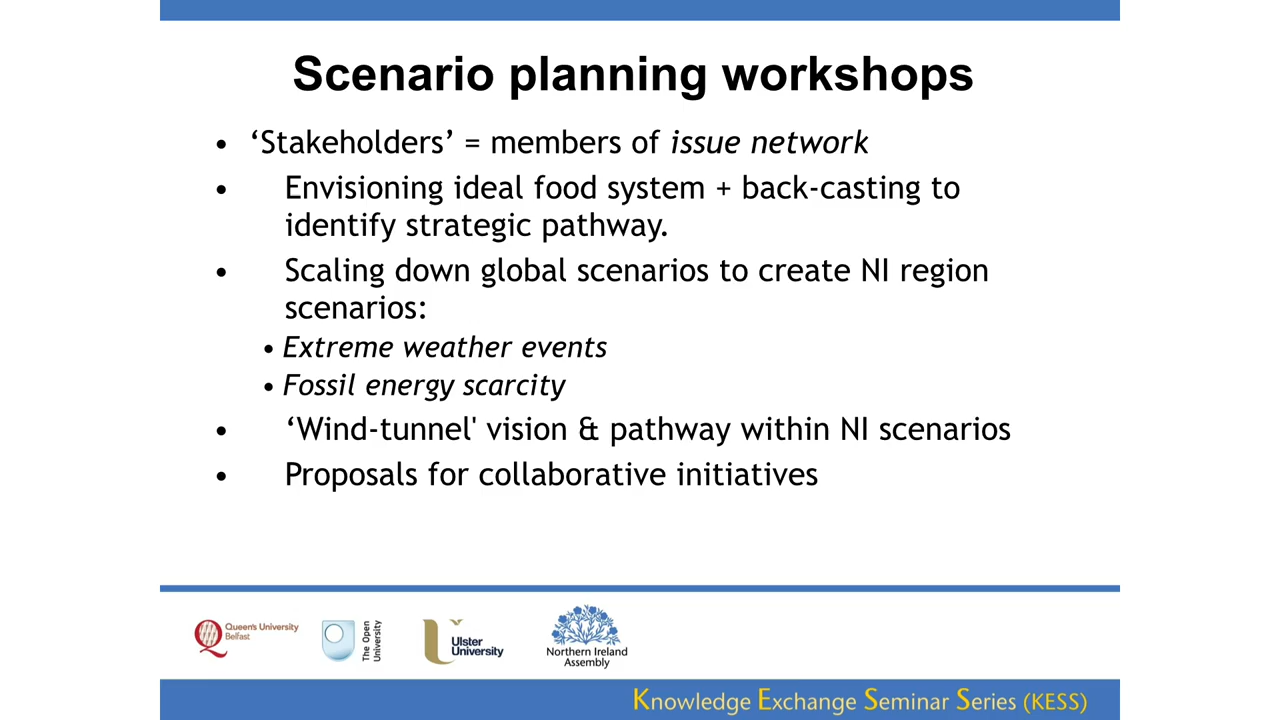 Scenario planning workshops
• ‘Stakeholders’ = members of issue network
• Envisioning ideal food system + back-casting to
identify strategic pathway.
• Scaling down global scenarios to create NI region
scenarios:
• Extreme weather events
• Fossil energy scarcity
• ‘Wind-tunnel' vision & pathway within NI scenarios
• Proposals for collaborative initiatives
Queen's University
Belfast
The Open
University
Ulster
University
Northern Ireland
Assembly
Knowledge Exchange Seminar Series (KESS)